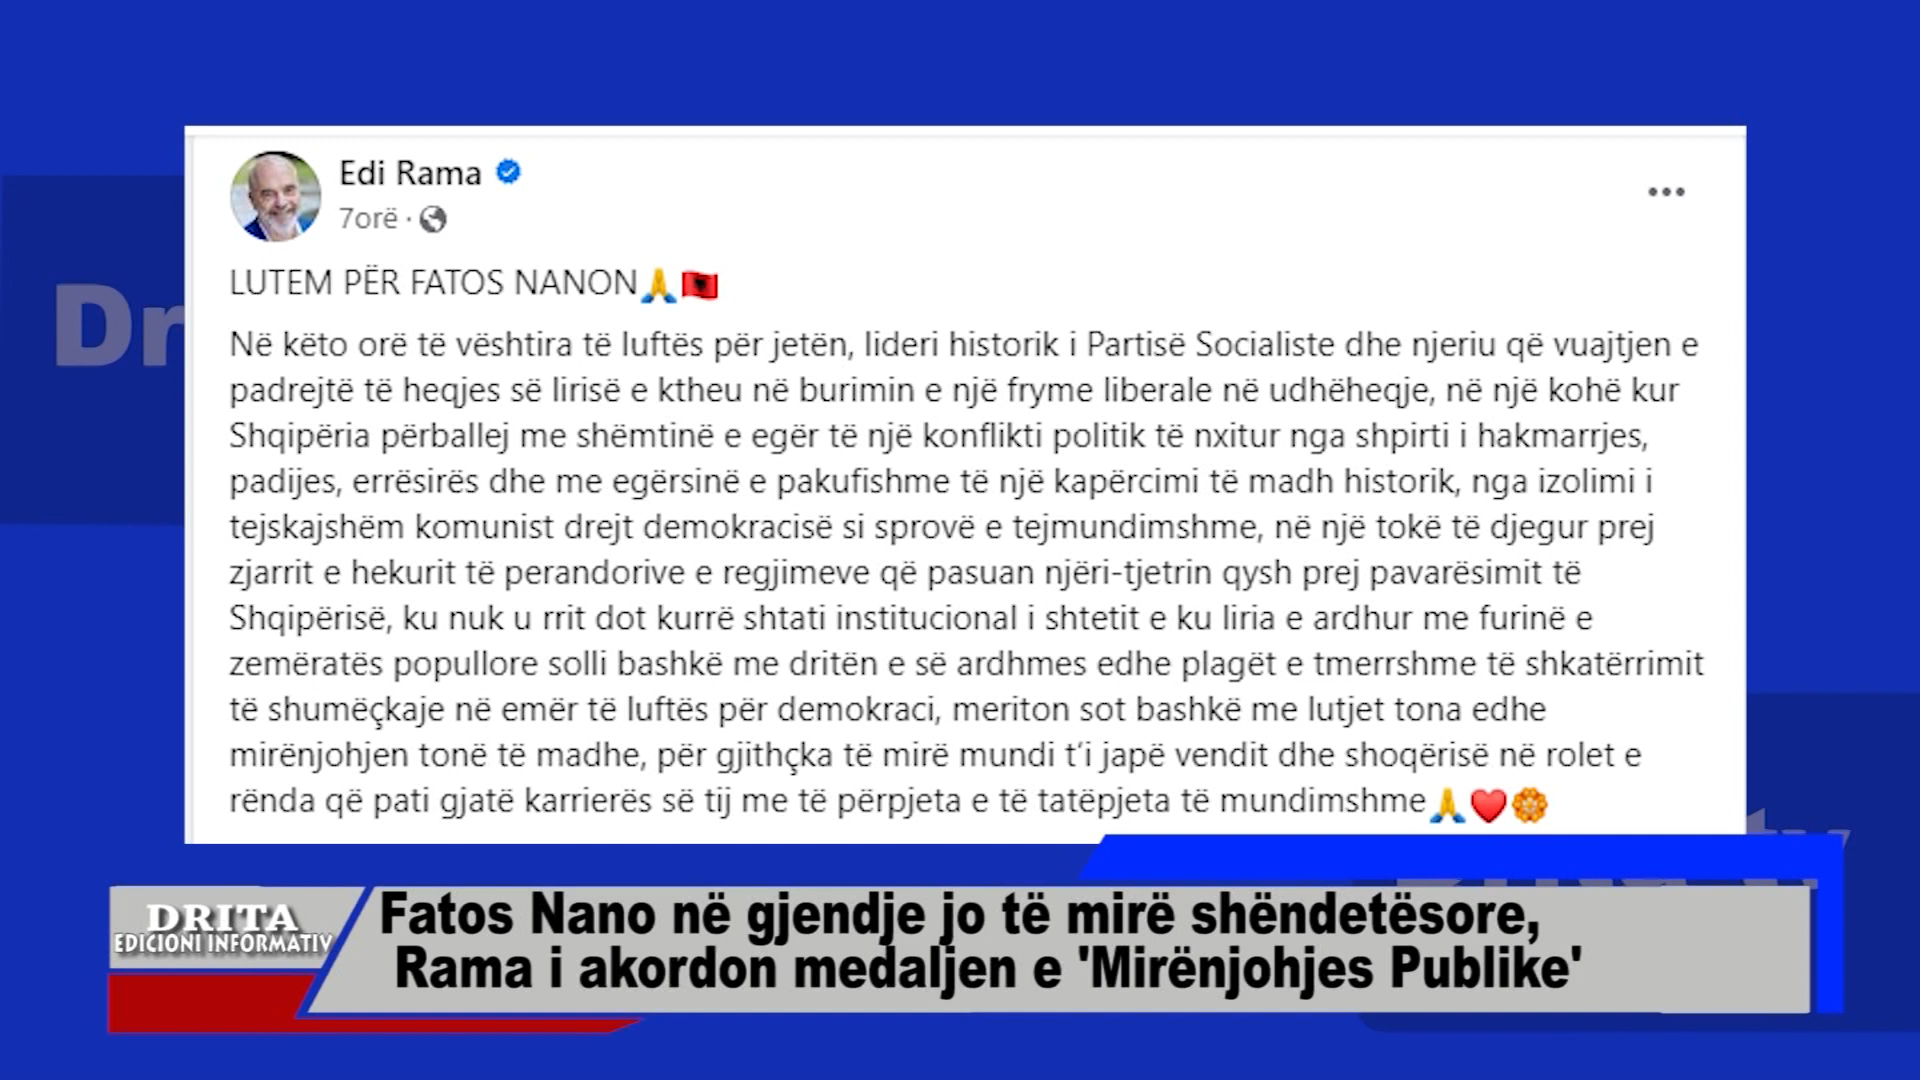 Edi Rama
7orë ·
LUTEM PËR FATOS NANON🙏🇦🇱
Në këto orë të vështira të luftës për jetën, lideri historik i Partisë Socialiste dhe njeriu që vuajtjen e
padrejtë të heqjes së lirisë e ktheu në burimin e një fryme liberale në udhëheqje, në një kohë kur
Shqipëria përballej me shëmtinë e egër të një konflikti politik të nxitur nga shpirti i hakmarrjes,
padijes, errësirës dhe me egërsinë e pakufishme të një kapërcimi të madh historik, nga izolimi i
tejskajshëm komunist drejt demokracisë si sprovë e tejmundimshme, në një tokë të djegur prej
zjarrit e hekurit të perandorive e regjimeve që pasuan njëri-tjetrin qysh prej pavarësimit të
Shqipërisë, ku nuk u rrit dot kurrë shtati institucional i shtetit e ku liria e ardhur me furinë e
zemëratës popullore solli bashkë me dritën e së ardhmes edhe plagët e tmerrshme të shkatërrimit
të shumëçkaje në emër të luftës për demokraci, meriton sot bashkë me lutjet tona edhe
mirënjohjen tonë të madhe, për gjithçka të mirë mundi t’i japë vendit dhe shoqërisë në rolet e
rënda që pati gjatë karrierës së tij me të përpjeta e të tatëpjeta të mundimshme🙏❤️🏵️
DRITA
EDICIONI INFORMATIV
Fatos Nano në gjendje jo të mirë shëndetësore,
Rama i akordon medaljen e 'Mirënjohjes Publike'
Dr